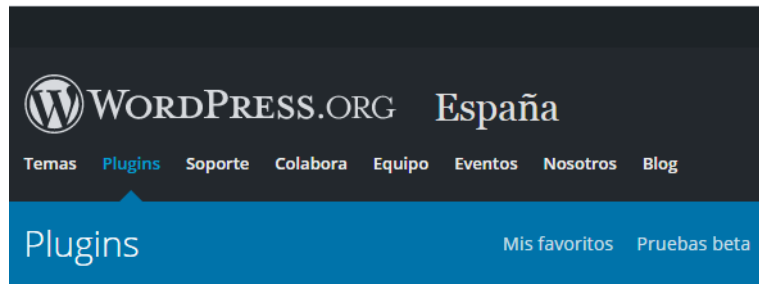 WORDPRESS.ORG España
Temas Plugins Soporte Colabora Equipo Eventos Nosotros Blog
Plugins Mis favoritos Pruebas beta